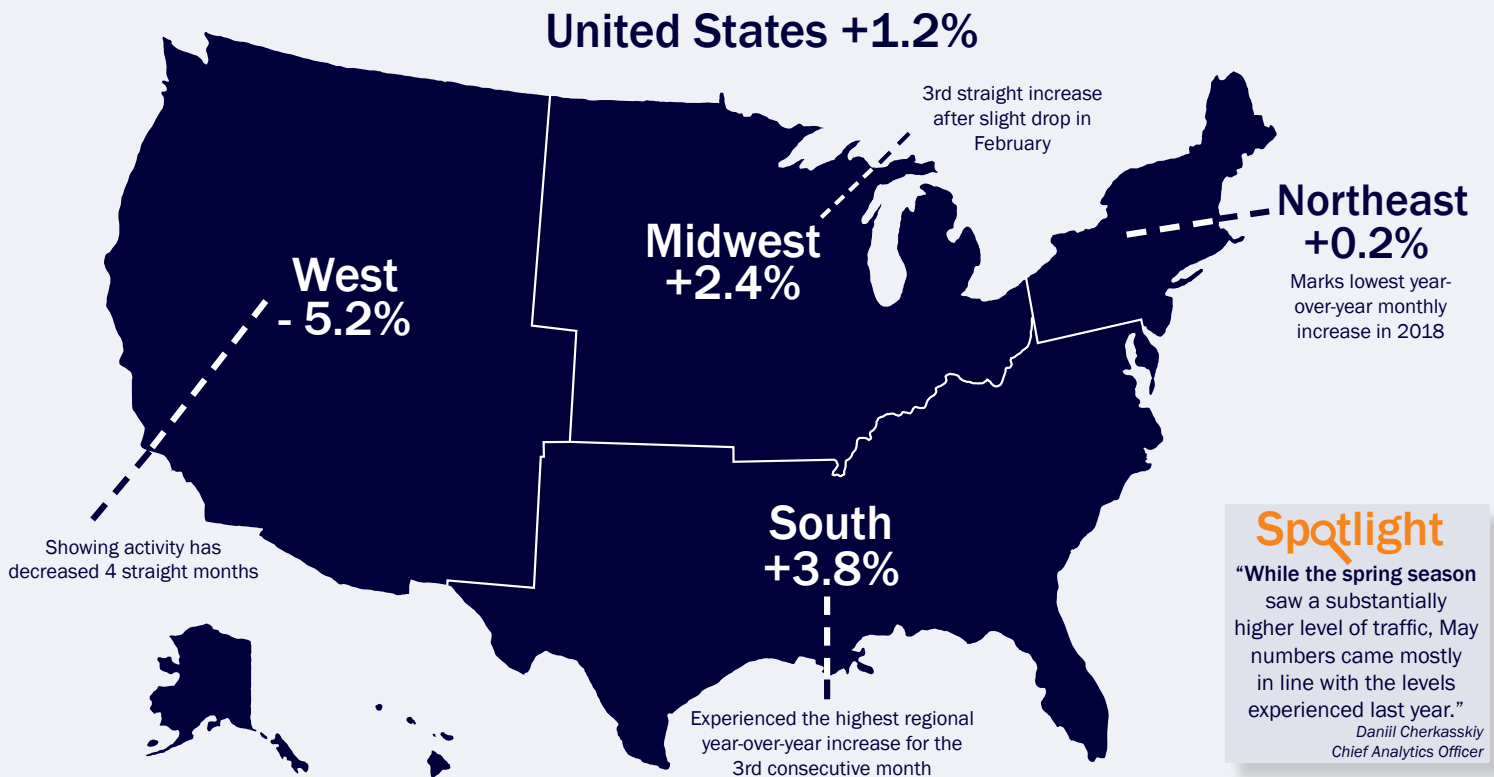 United States +1.2%
3rd straight increase
after slight drop in
February
Northeast
+0.2%
Marks lowest year-
over-year monthly
increase in 2018
Midwest
+2.4%
West
- 5.2%
Showing activity has
decreased 4 straight months
South
+3.8%
Experienced the highest regional
year-over-year increase for the
3rd consecutive month
Spotlight
“While the spring season
saw a substantially
higher level of traffic, May
numbers came mostly
in line with the levels
experienced last year.”
Daniil Cherkasskiy
Chief Analytics Officer